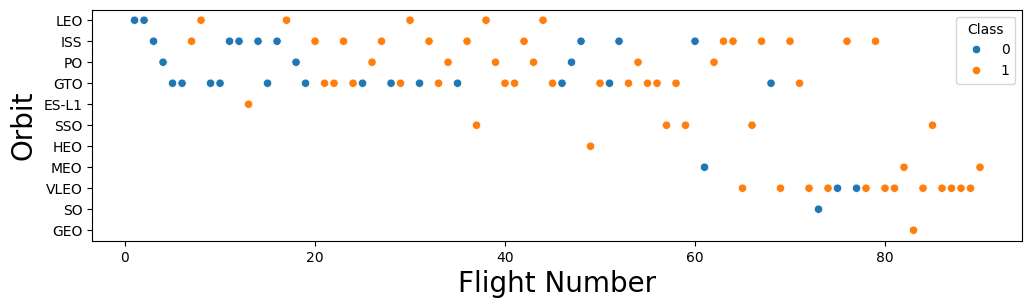 LEO
ISS
PO
GTO
ES-L1
SSO
HEO
MEO
VLEO
SO
GEO
Orbit
Class
0
1
0 20 40 60 80
Flight Number